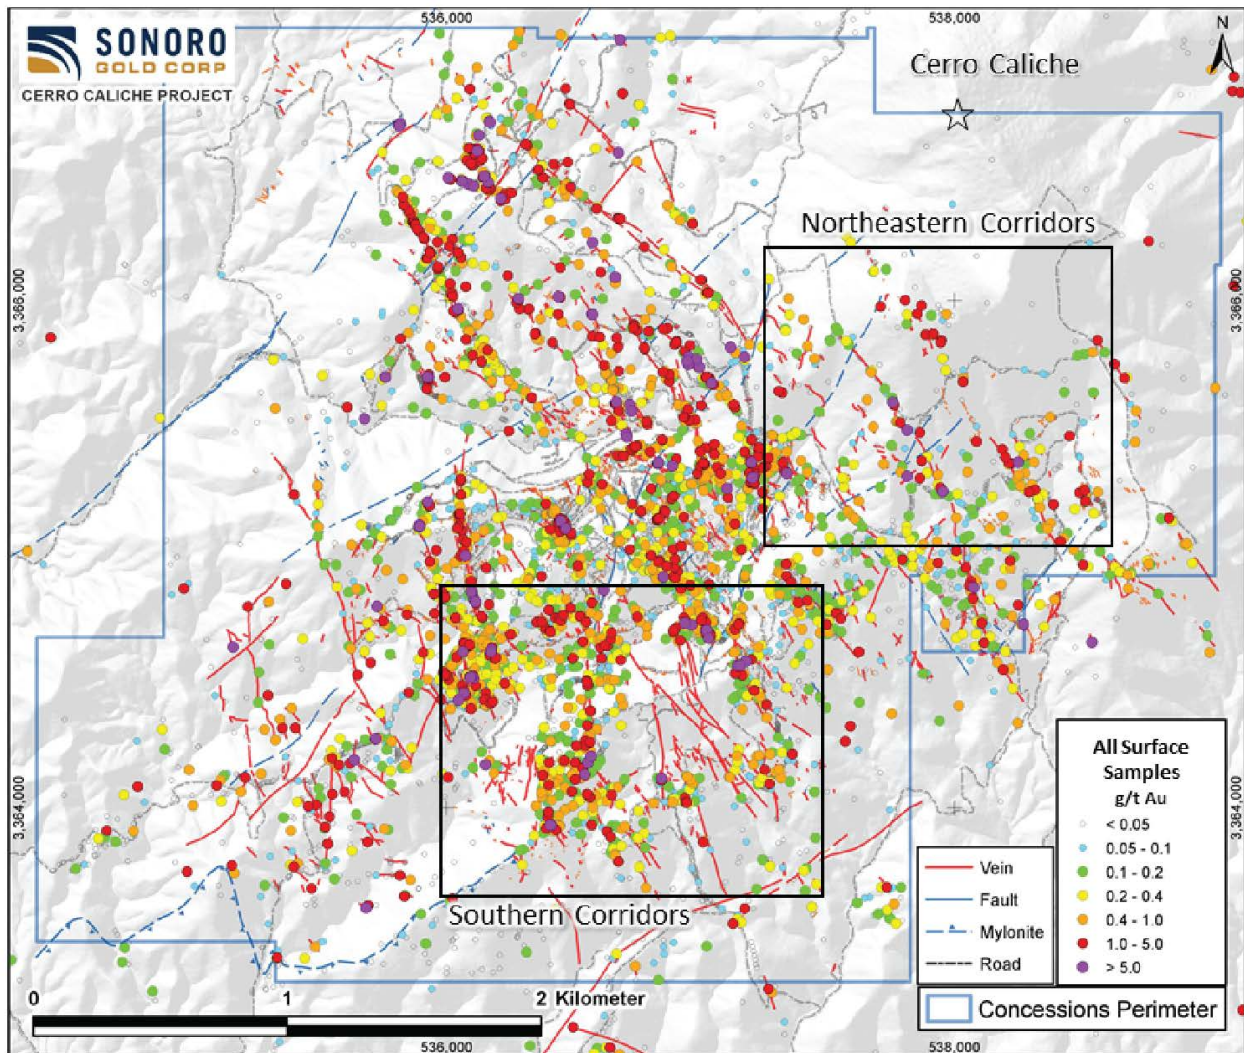 536,000
538,000
SONORO
GOLD CORP
CERRO CALICHE PROJECT
Cerro Caliche
N
Northeastern Corridors
3,366,000
3,366,000
All Surface
Samples
g/t Au
< 0.05
0.05 - 0.1
0.1 - 0.2
0.2 - 0.4
0.4 - 1.0
1.0 - 5.0
> 5.0
3,364,000
3,364,000
Vein
Fault
Mylonite
Road
Southern Corridors
Concessions Perimeter
0
1
2 Kilometer
536,000
538,000